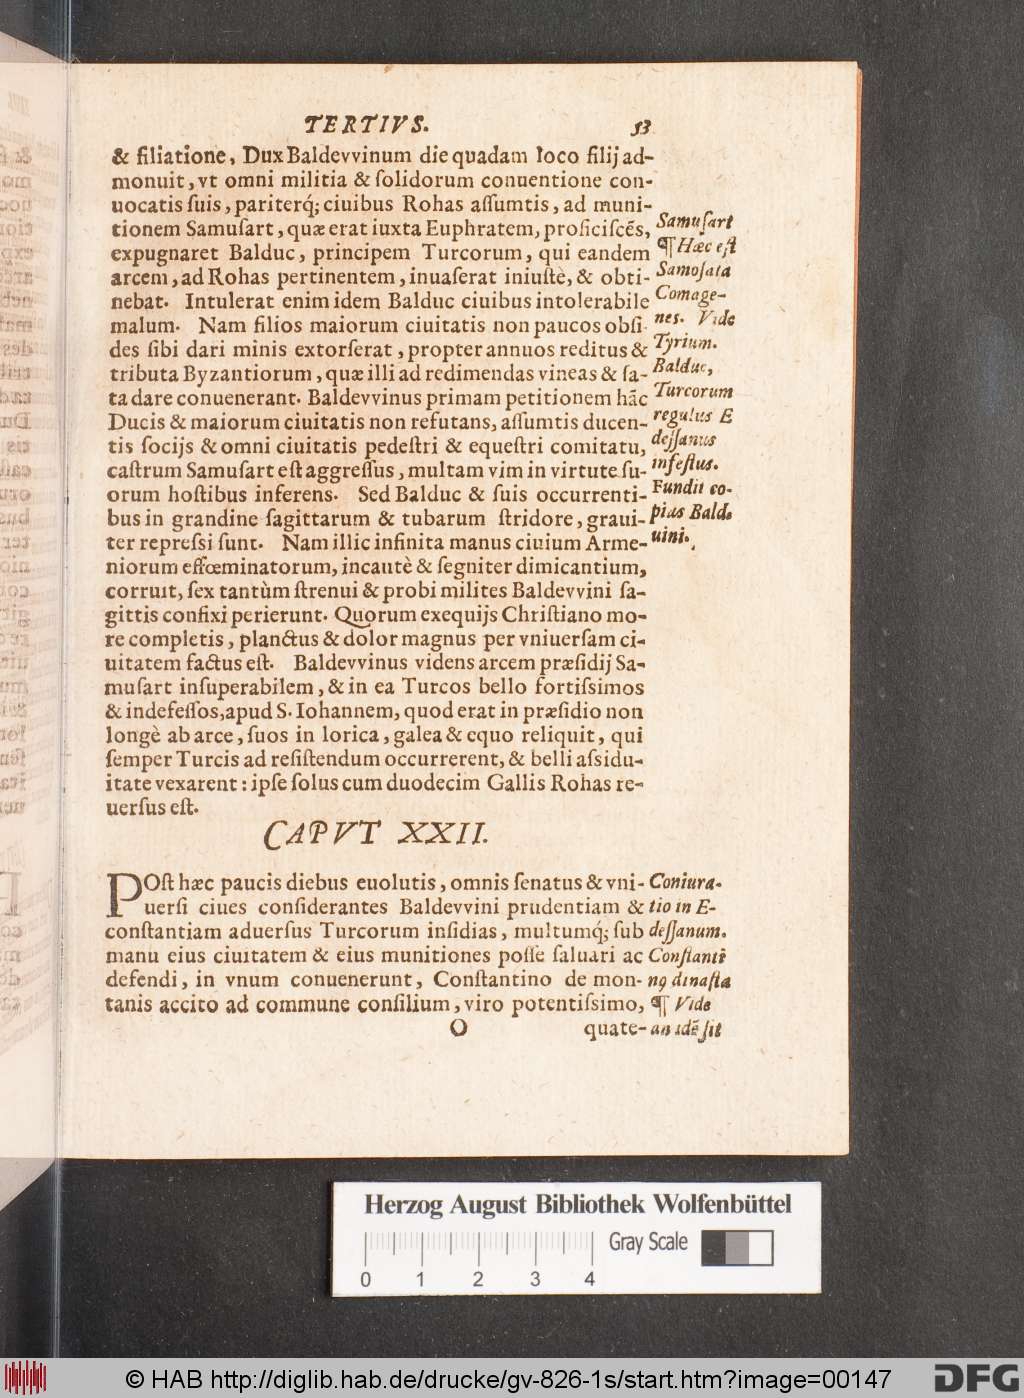 TERTIVS. 53
& filiatione, Dux Baldevvinum die quadam loco filij ad-
monuit, vt omni militia & ſolidorum conuentione con-
uocatis ſuis, pariterq́; ciuibus Rohas aſſumtis, ad muni-
tionem Samuſart, quæ erat iuxta Euphratem, proficiſcēs,
expugnaret Balduc, principem Turcorum, qui eandem
arcem, ad Rohas pertinentem, inuaſerat iniuſtè, & obti-
nebat. Intulerat enim idem Balduc ciuibus intolerabile
malum. Nam filios maiorum ciuitatis non paucos obſi-
des ſibi dari minis extorſerat, propter annuos reditus &
tributa Byzantiorum, quæ illi ad redimendas vineas & ſa-
ta dare conuenerant. Baldevvinus primam petitionem hāc
Ducis & maiorum ciuitatis non refutans, aſſumtis ducen-
tis ſocijs & omni ciuitatis pedeſtri & equeſtri comitatu,
caſtrum Samuſart eſt aggreſſus, multam vim in virtute ſu-
orum hoſtibus inferens. Sed Balduc & ſuis occurrenti-
bus in grandine ſagittarum & tubarum ſtridore, graui-
ter repreſsi ſunt. Nam illic infinita manus ciuium Arme-
niorum effœminatorum, incautè & ſegniter dimicantium,
corruit, ſex tantùm ſtrenui & probi milites Baldevvini ſa-
gittis confixi perierunt. Quorum exequijs Chriſtiano mo-
re completis, planctus & dolor magnus per vniuerſam ci-
uitatem factus eſt. Baldevvinus videns arcem præſidij Sa-
muſart inſuperabilem, & in ea Turcos bello fortiſsimos
& indefeſſos, apud S. Iohannem, quod erat in præſidio non
longè ab arce, ſuos in lorica, galea & equo reliquit, qui
ſemper Turcis ad reſiſtendum occurrerent, & belli aſsidu-
itate vexarent: ipſe ſolus cum duodecim Gallis Rohas re-
uerſus eſt.
Samuſart
¶ Hæc eſt
Samoſata
Comage-
nes. Vide
Tyrium.
Balduc,
Turcorum
regulus E
deſſanus
infeſtus.
Fundit co-
pias Bald-
uini.
CAPVT XXII.
POſt hæc paucis diebus euolutis, omnis ſenatus & vni-
uerſi ciues conſiderantes Baldevvini prudentiam &
conſtantiam aduerſus Turcorum inſidias, multumq́; ſub
manu eius ciuitatem & eius munitiones poſſe ſaluari ac
defendi, in vnum conuenerunt, Conſtantino de mon-
tanis accito ad commune conſilium, viro potentiſsimo,
O quate-
Coniura-
tio in E-
deſſanum.
Conſtanti
nꝰ dinaſta
¶ Vide
an idē ſit
Herzog August Bibliothek Wolfenbüttel
Gray Scale
0 1 2 3 4
© HAB http://diglib.hab.de/drucke/gv-826-1s/start.htm?image=00147
DFG